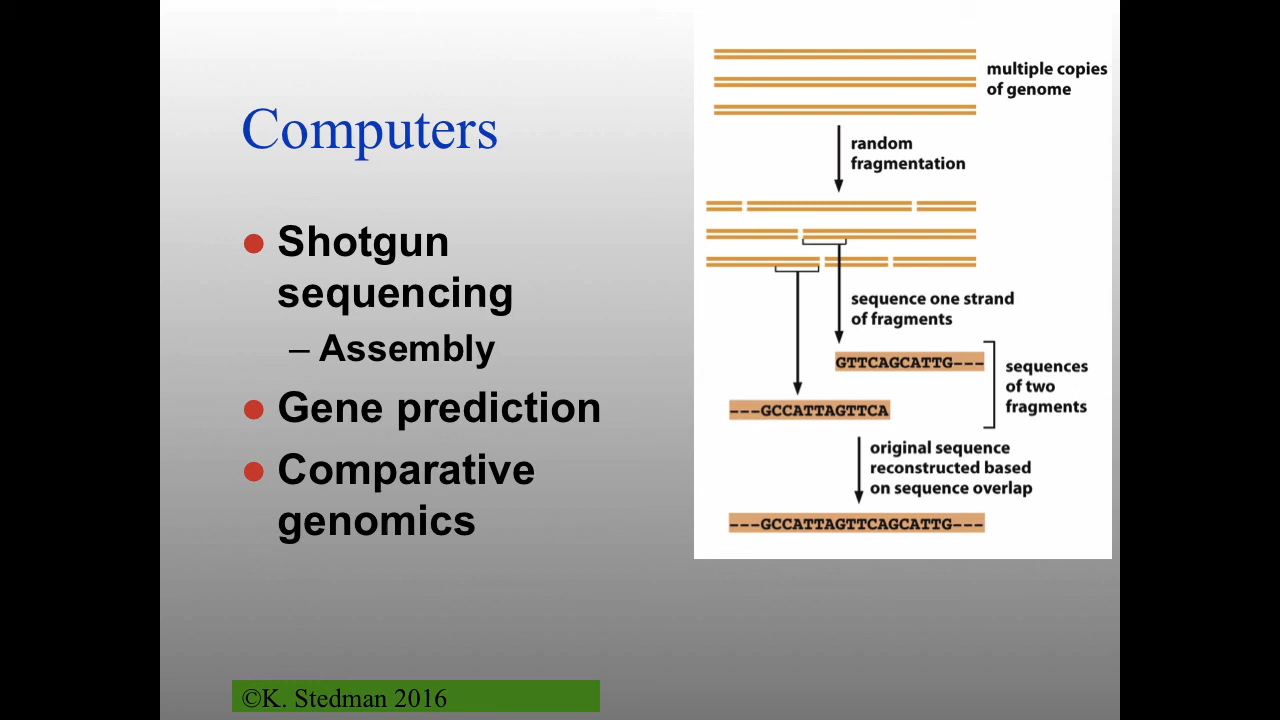 Computers
● Shotgun
sequencing
– Assembly
● Gene prediction
● Comparative
genomics
multiple copies
of genome
random
fragmentation
sequence one strand
of fragments
GTTCAGCATTG---
sequences
of two
fragments
---GCCATTAGTTCA
original sequence
reconstructed based
on sequence overlap
---GCCATTAGTTCAGCATTG---
©K. Stedman 2016